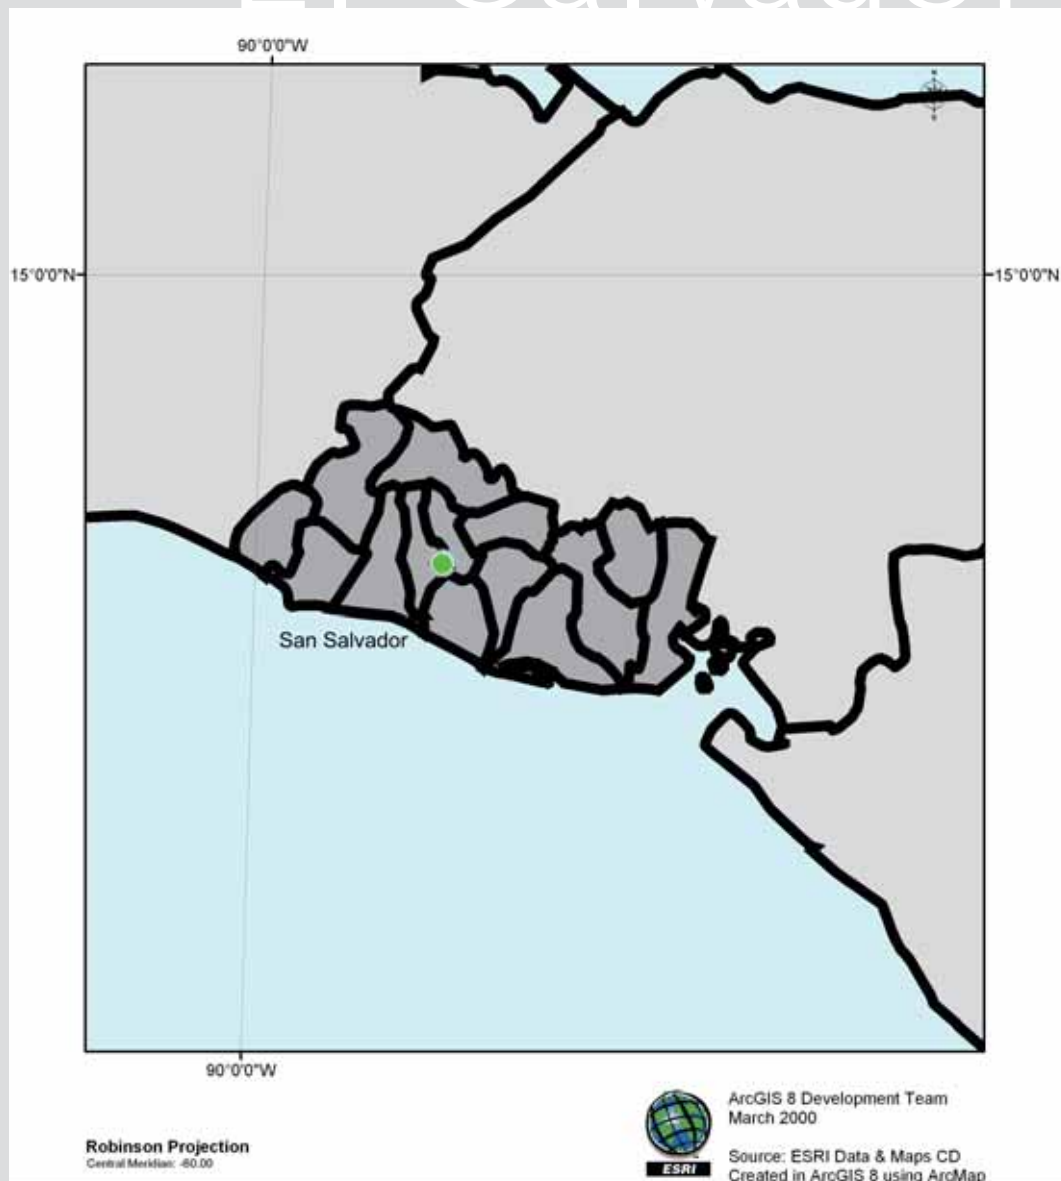 El Salvador
90°0'0"W
15°0'0"N
15°0'0"N
San Salvador
90°0'0"W
ArcGIS 8 Development Team
March 2000
Robinson Projection
Central Meridian: -60.00
ESRI
Source: ESRI Data & Maps CD
Created in ArcGIS 8 using ArcMap